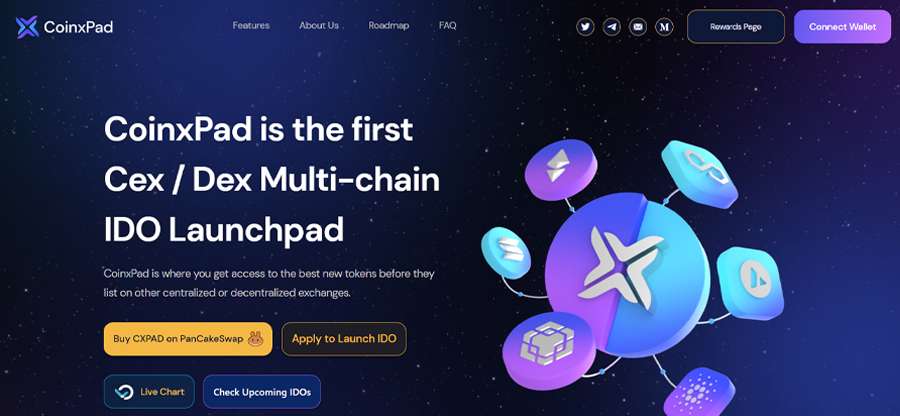 CoinxPad
Features
About Us
Roadmap
FAQ
Rewards Page
Connect Wallet
CoinxPad is the first
Cex / Dex Multi-chain
IDO Launchpad
CoinxPad is where you get access to the best new tokens before they
list on other centralized or decentralized exchanges.
Buy CXPAD on PanCakeSwap
Apply to Launch IDO
Live Chart
Check Upcoming IDOs